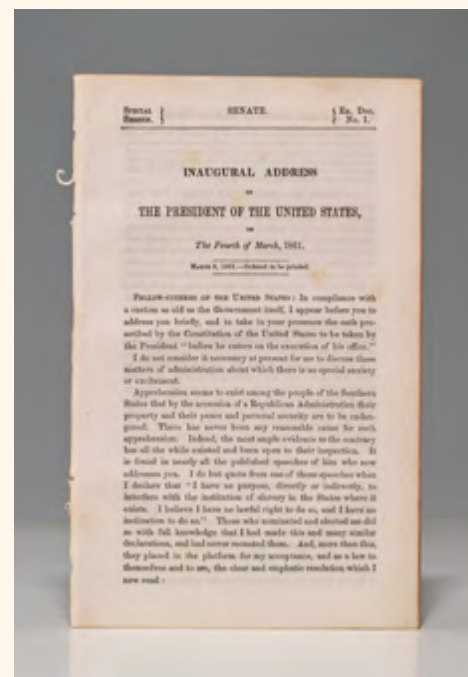 SPECIAL SESSION. } SENATE. { Ex. Doc. No. 1.
INAUGURAL ADDRESS
OF
THE PRESIDENT OF THE UNITED STATES,
ON
The Fourth of March, 1861.
MARCH 8, 1861.—Ordered to be printed.
FELLOW-CITIZENS OF THE UNITED STATES: In compliance with
a custom as old as the Government itself, I appear before you to
address you briefly, and to take in your presence the oath pre-
scribed by the Constitution of the United States to be taken by
the President "before he enters on the execution of his office."
I do not consider it necessary at present for me to discuss those
matters of administration about which there is no special anxiety
or excitement.
Apprehension seems to exist among the people of the Southern
States that by the accession of a Republican Administration their
property and their peace and personal security are to be endan-
gered. There has never been any reasonable cause for such
apprehension. Indeed, the most ample evidence to the contrary
has all the while existed and been open to their inspection. It
is found in nearly all the published speeches of him who now
addresses you. I do but quote from one of those speeches when
I declare that "I have no purpose, directly or indirectly, to
interfere with the institution of slavery in the States where it
exists. I believe I have no lawful right to do so, and I have no
inclination to do so." Those who nominated and elected me did
so with full knowledge that I had made this and many similar
declarations, and had never recanted them. And, more than this,
they placed in the platform for my acceptance, and as a law to
themselves and to me, the clear and emphatic resolution which I
now read: